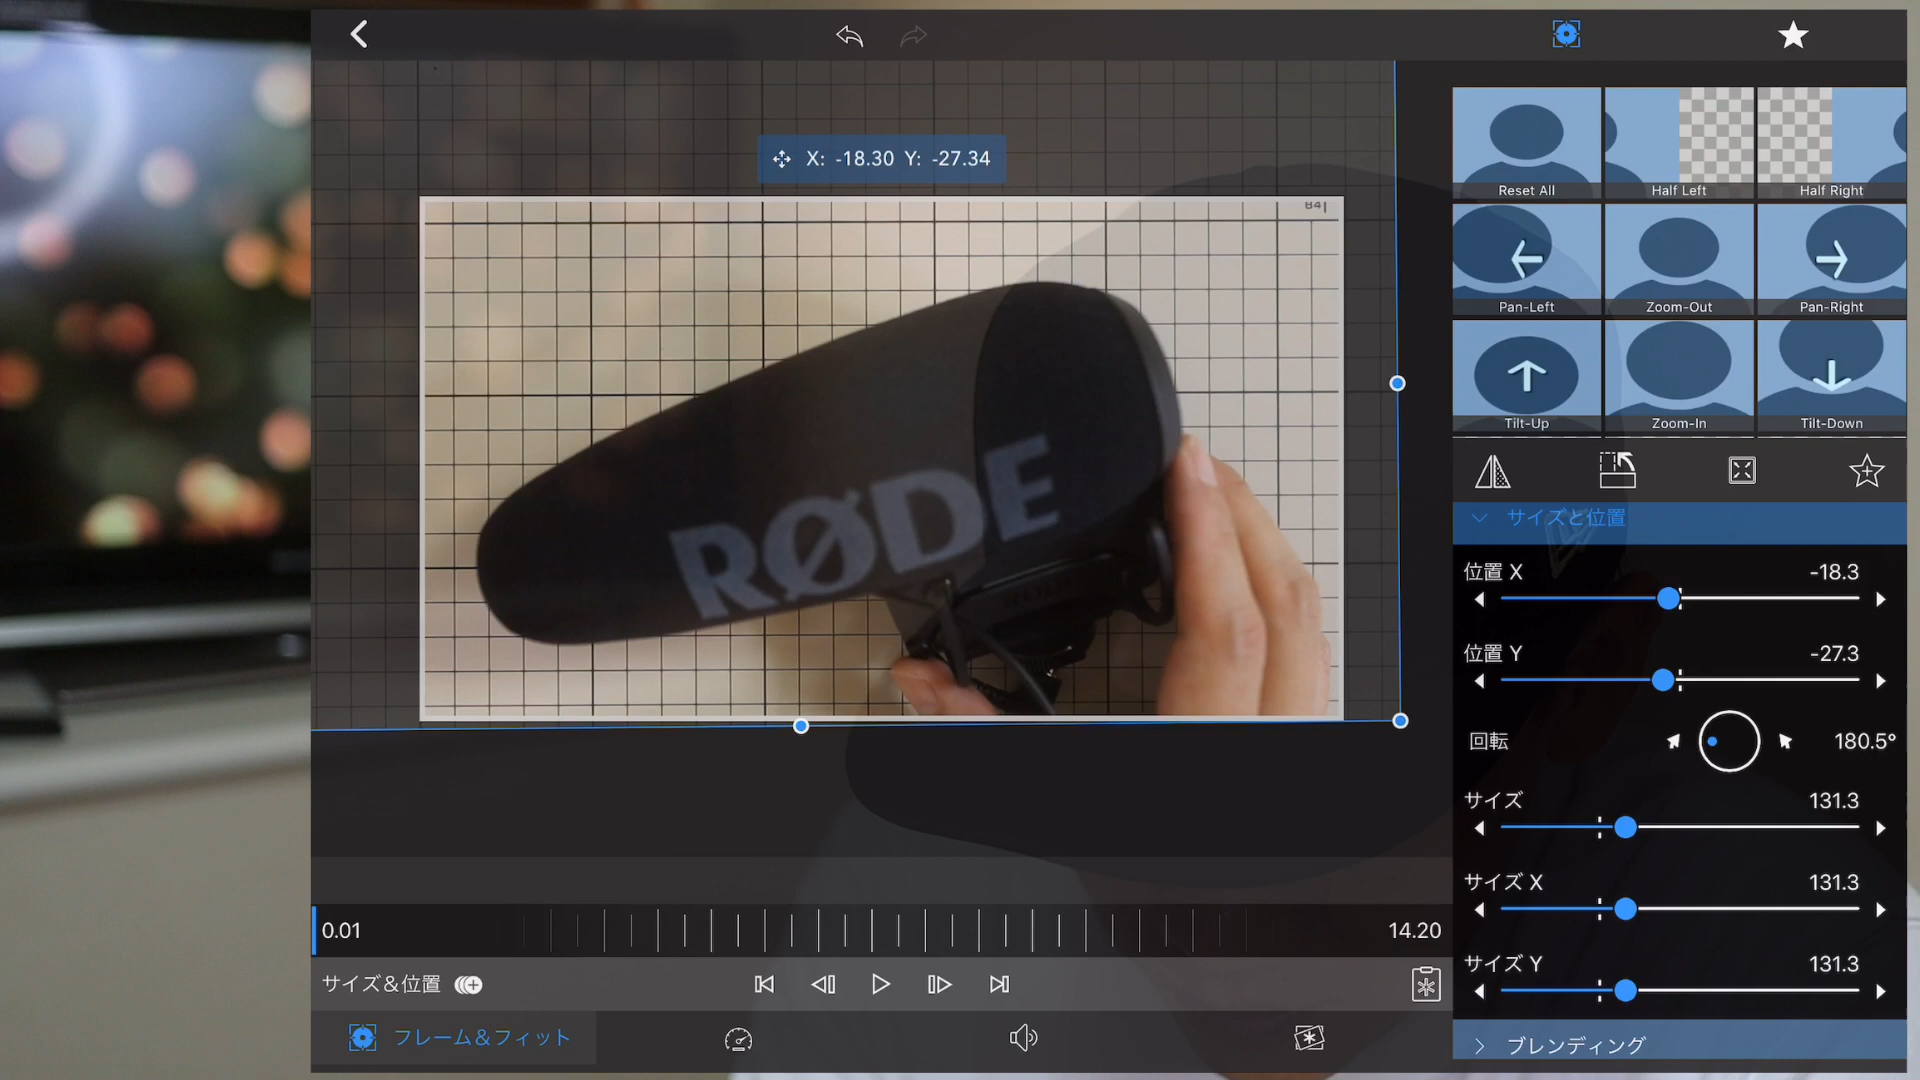 X: -18.30 Y: -27.34
Reset All
Half Left
Half Right
Pan-Left
Zoom-Out
Pan-Right
Tilt-Up
Zoom-In
Tilt-Down
RØDE
サイズと位置
位置 X -18.3
位置 Y -27.3
回転 180.5°
サイズ 131.3
サイズ X 131.3
サイズ Y 131.3
ブレンディング
0.01
14.20
サイズ＆位置
フレーム＆フィット